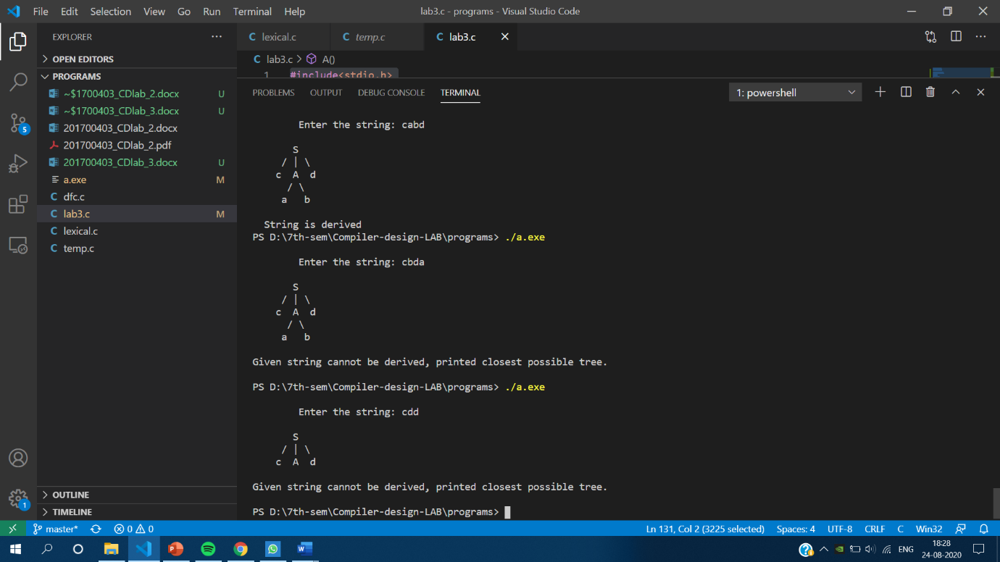 File Edit Selection View Go Run Terminal Help lab3.c - programs - Visual Studio Code
EXPLORER
OPEN EDITORS
PROGRAMS
~$1700403_CDlab_2.docx U
~$1700403_CDlab_3.docx U
201700403_CDlab_2.docx
201700403_CDlab_2.pdf
201700403_CDlab_3.docx U
a.exe M
C dfc.c
C lab3.c M
C lexical.c
C temp.c
OUTLINE
TIMELINE
C lexical.c C temp.c C lab3.c
C lab3.c > A()
1 #include<stdio.h>
PROBLEMS OUTPUT DEBUG CONSOLE TERMINAL 1: powershell
Enter the string: cabd
S
/ | \
c A d
/ \
a b
String is derived
PS D:\7th-sem\Compiler-design-LAB\programs> ./a.exe
Enter the string: cbda
S
/ | \
c A d
/ \
a b
Given string cannot be derived, printed closest possible tree.
PS D:\7th-sem\Compiler-design-LAB\programs> ./a.exe
Enter the string: cdd
S
/ | \
c A d
Given string cannot be derived, printed closest possible tree.
PS D:\7th-sem\Compiler-design-LAB\programs>
5
1
master* 0 0 Ln 131, Col 2 (3225 selected) Spaces: 4 UTF-8 CRLF C Win32
ENG
18:28
24-08-2020